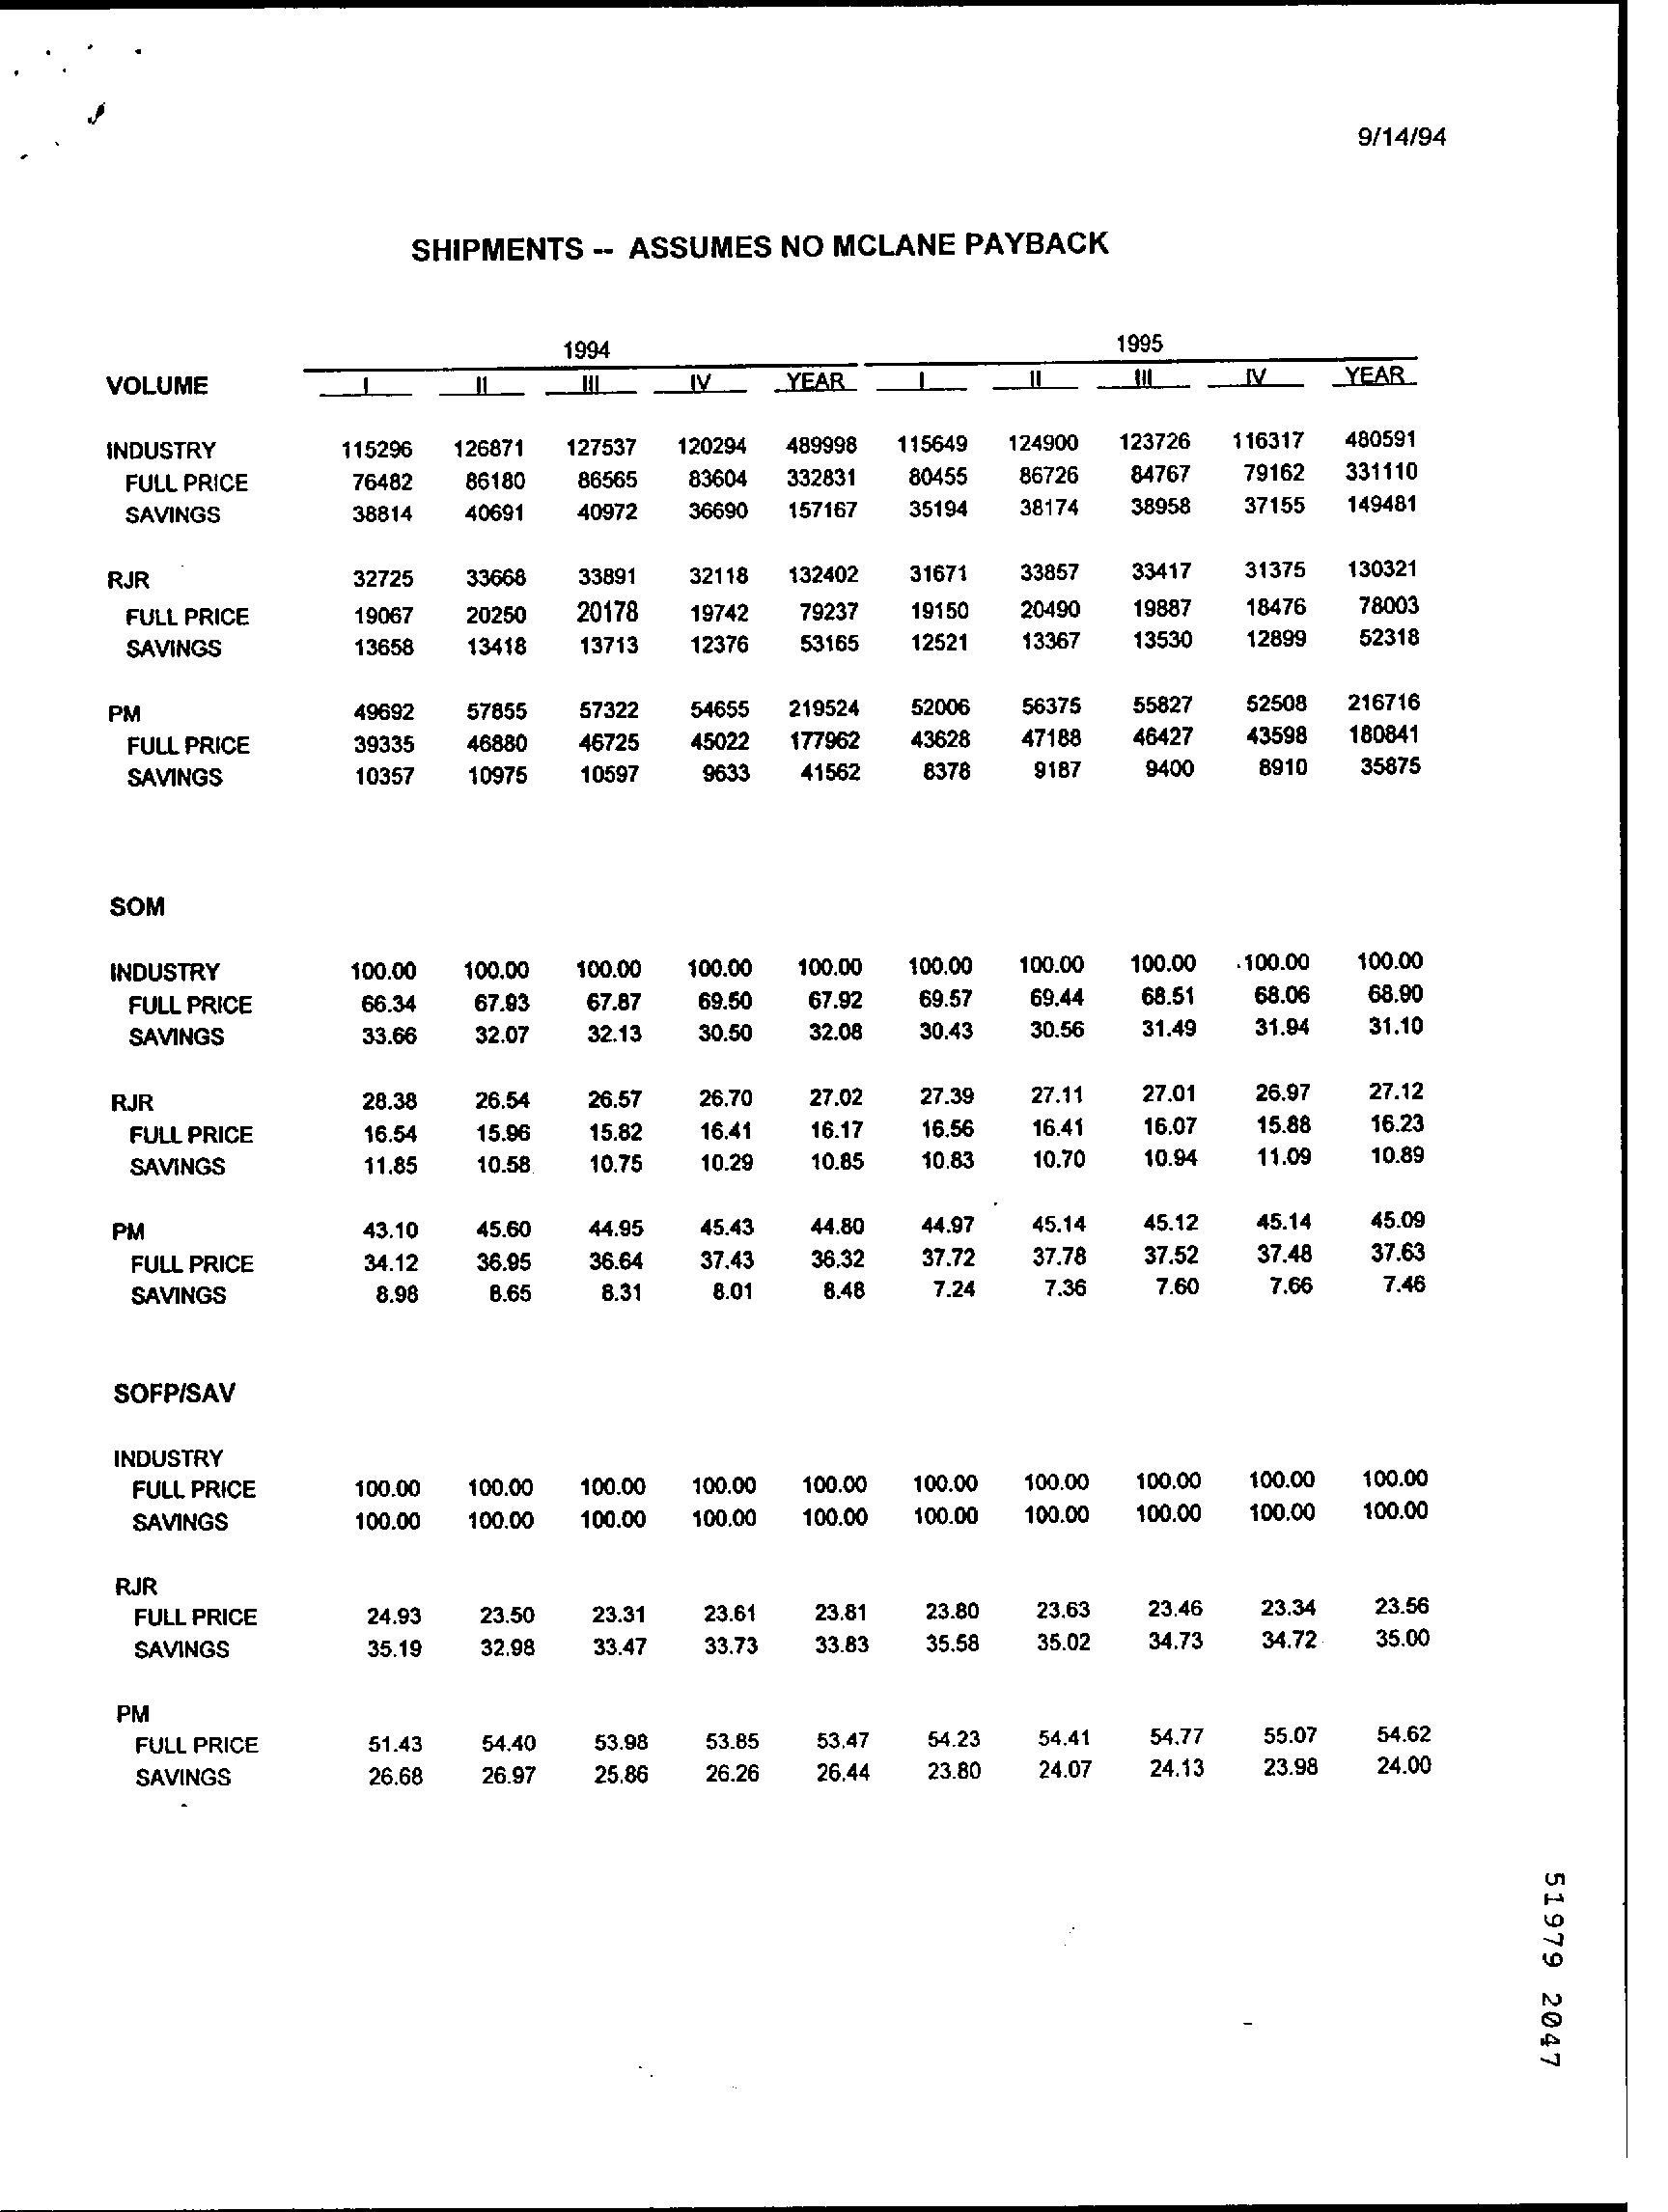 9/14/94
SHIPMENTS -- ASSUMES NO MCLANE PAYBACK
1994 1995
VOLUME I II III IV YEAR I II III IV YEAR
INDUSTRY 115296 126871 127537 120294 489998 115649 124900 123726 116317 480591
FULL PRICE 76482 86180 86565 83604 332831 80455 86726 84767 79162 331110
SAVINGS 38814 40691 40972 36690 157167 35194 38174 38958 37155 149481
RJR 32725 33668 33891 32118 132402 31671 33857 33417 31375 130321
FULL PRICE 19067 20250 20178 19742 79237 19150 20490 19887 18476 78003
SAVINGS 13658 13418 13713 12376 53165 12521 13367 13530 12899 52318
PM 49692 57855 57322 54655 219524 52006 56375 55827 52508 216716
FULL PRICE 39335 46880 46725 45022 177962 43628 47188 46427 43598 180841
SAVINGS 10357 10975 10597 9633 41562 8378 9187 9400 8910 35875
SOM
INDUSTRY 100.00 100.00 100.00 100.00 100.00 100.00 100.00 100.00 100.00 100.00
FULL PRICE 66.34 67.93 67.87 69.50 67.92 69.57 69.44 68.51 68.06 68.90
SAVINGS 33.66 32.07 32.13 30.50 32.08 30.43 30.56 31.49 31.94 31.10
RJR 28.38 26.54 26.57 26.70 27.02 27.39 27.11 27.01 26.97 27.12
FULL PRICE 16.54 15.96 15.82 16.41 16.17 16.56 16.41 16.07 15.88 16.23
SAVINGS 11.85 10.58 10.75 10.29 10.85 10.83 10.70 10.94 11.09 10.89
PM 43.10 45.60 44.95 45.43 44.80 44.97 45.14 45.12 45.14 45.09
FULL PRICE 34.12 36.95 36.64 37.43 36.32 37.72 37.78 37.52 37.48 37.63
SAVINGS 8.98 8.65 8.31 8.01 8.48 7.24 7.36 7.60 7.66 7.46
SOFP/SAV
INDUSTRY
FULL PRICE 100.00 100.00 100.00 100.00 100.00 100.00 100.00 100.00 100.00 100.00
SAVINGS 100.00 100.00 100.00 100.00 100.00 100.00 100.00 100.00 100.00 100.00
RJR
FULL PRICE 24.93 23.50 23.31 23.61 23.81 23.80 23.63 23.46 23.34 23.56
SAVINGS 35.19 32.98 33.47 33.73 33.83 35.58 35.02 34.73 34.72 35.00
PM
FULL PRICE 51.43 54.40 53.98 53.85 53.47 54.23 54.41 54.77 55.07 54.62
SAVINGS 26.68 26.97 25.86 26.26 26.44 23.80 24.07 24.13 23.98 24.00
51979 2047